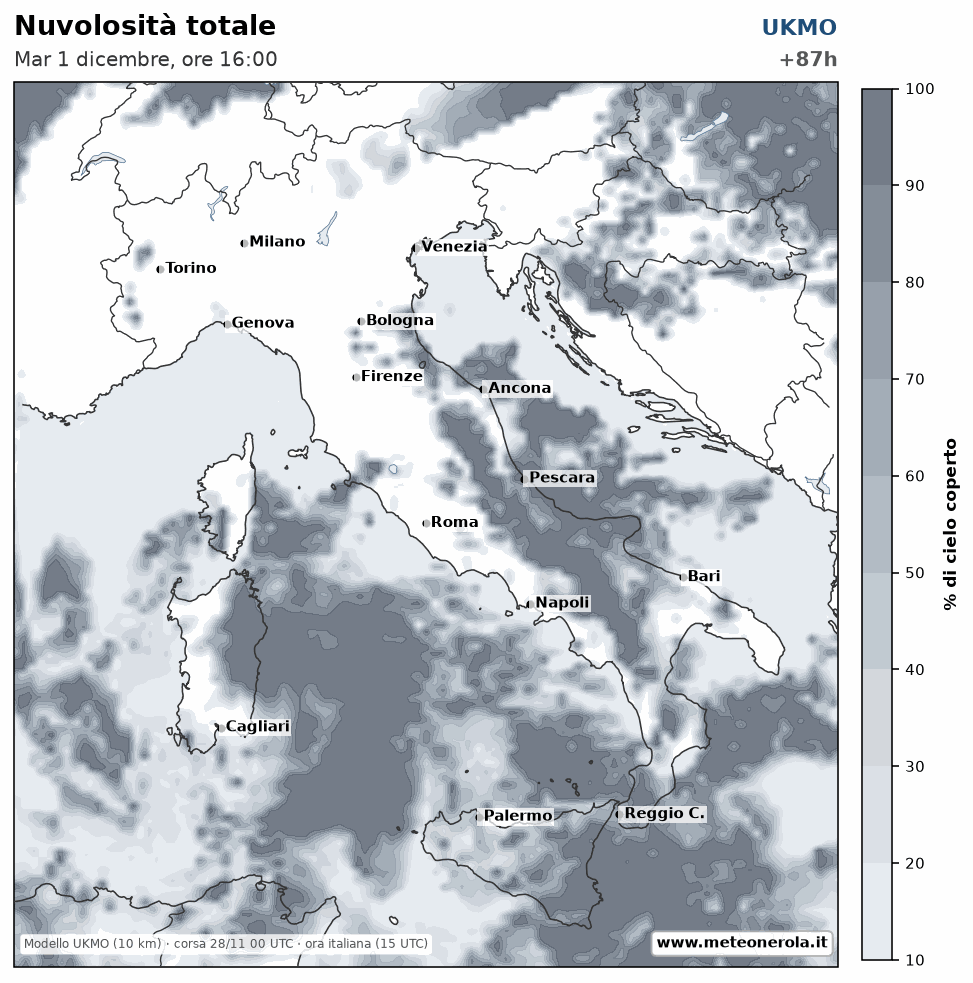 Nuvolosità totale
UKMO
Mar 1 dicembre, ore 16:00
+87h
Milano
Venezia
Torino
Genova
Bologna
Firenze
Ancona
Pescara
Roma
Bari
Napoli
Cagliari
Palermo
Reggio C.
100
90
80
70
60
50
40
30
20
10
% di cielo coperto
Modello UKMO (10 km) · corsa 28/11 00 UTC · ora italiana (15 UTC)
www.meteonerola.it